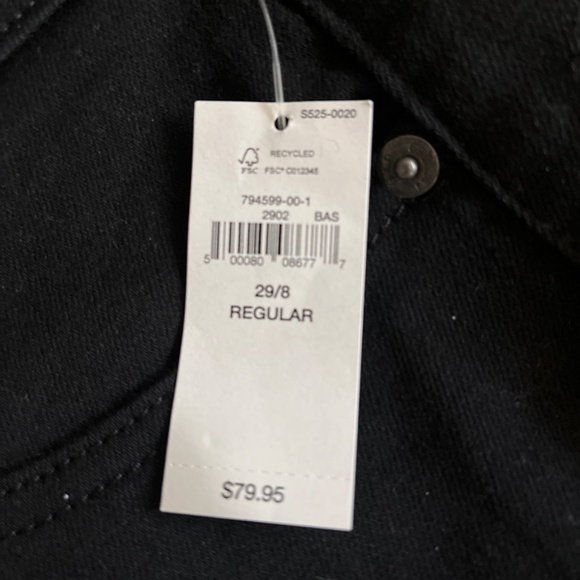 S525-0020
RECYCLED
FSC FSC® C012345
794599-00-1
2902 BAS
5 00080 08677 7
29/8
REGULAR
$79.95